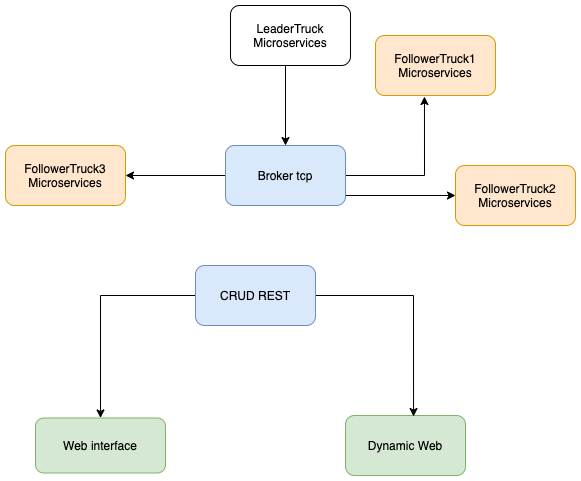 LeaderTruck
Microservices
FollowerTruck1
Microservices
FollowerTruck3
Microservices
Broker tcp
FollowerTruck2
Microservices
CRUD REST
Web interface
Dynamic Web